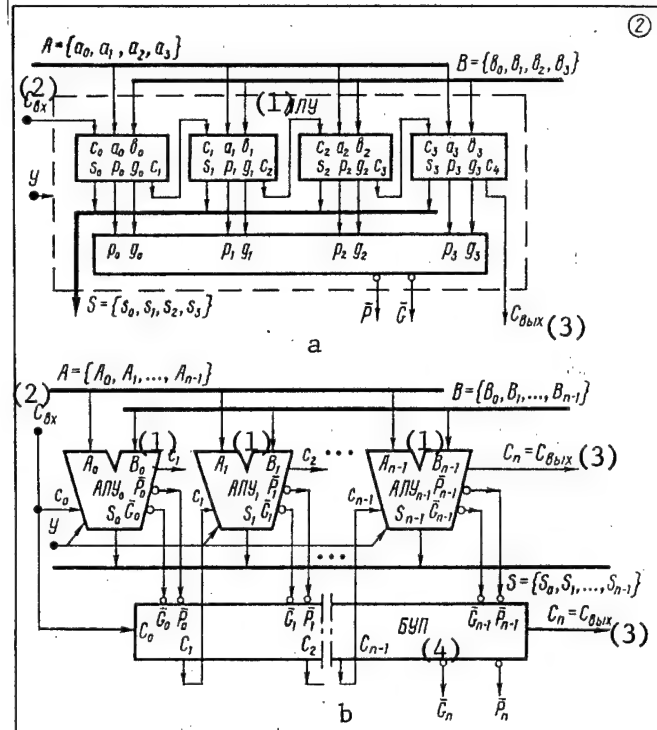 ②
A={a₀, a₁, a₂, a₃}
B={в₀, в₁, в₂, в₃}
(2) Cвх
(1) АЛУ
c₀ a₀ в₀ c₁ a₁ в₁ c₂ a₂ в₂ c₃ a₃ в₃
s₀ p₀ g₀ c₁ s₁ p₁ g₁ c₂ s₂ p₂ g₂ c₃ s₃ p₃ g₃ c₄
У
p₀ g₀ p₁ g₁ p₂ g₂ p₃ g₃
S={s₀, s₁, s₂, s₃}
P̄ Ḡ Cвых (3)
a
(2) A={A₀, A₁, ..., Aₙ₋₁}
Cвх
B={B₀, B₁, ..., Bₙ₋₁}
(1) (1) (1)
A₀ B₀ C₁ A₁ B₁ C₂ ... Aₙ₋₁ Bₙ₋₁ Cₙ=Cвых (3)
АЛУ₀ P̄₀ АЛУ₁ P̄₁ АЛУₙ₋₁ P̄ₙ₋₁
C₀ S₀ Ḡ₀ C₁ S₁ Ḡ₁ Cₙ₋₁ Sₙ₋₁ Ḡₙ₋₁
У
...
S={S₀, S₁, ..., Sₙ₋₁}
Ḡ₀ P̄₀ Ḡ₁ P̄₁ БУП Ḡₙ₋₁ P̄ₙ₋₁ Cₙ=Cвых
C₀ C₁ C₂ Cₙ₋₁ (4) (3)
Ḡₙ P̄ₙ
b